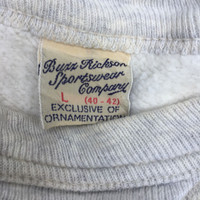 Buzz Rickson
Sportswear
Company
L (40-42)
EXCLUSIVE OF
ORNAMENTATION